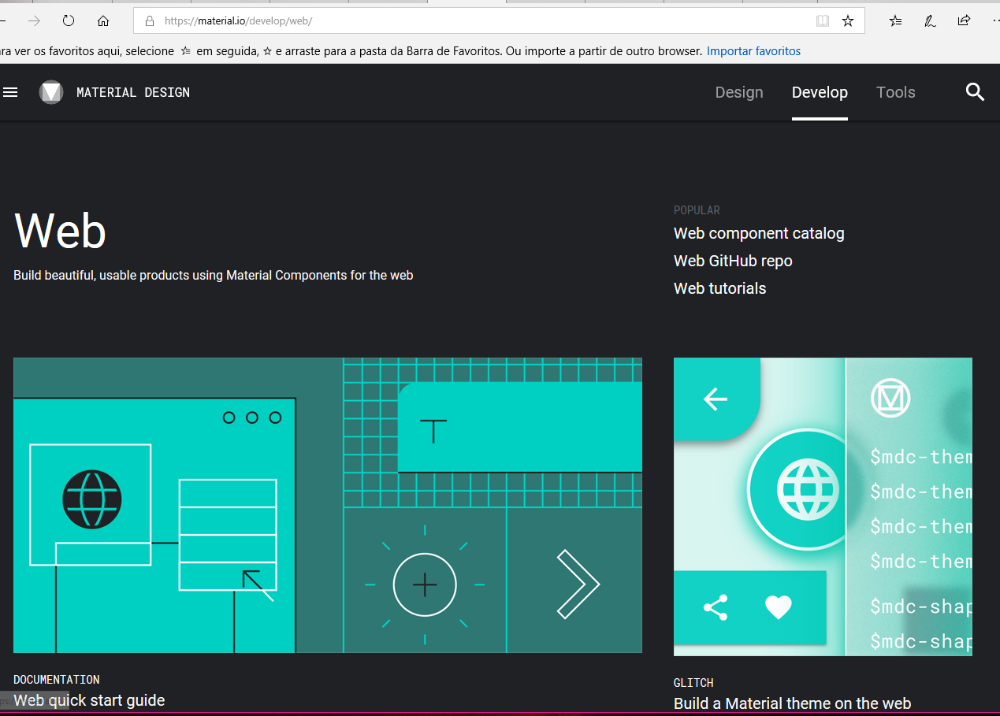 https://material.io/develop/web/
ra ver os favoritos aqui, selecione em seguida, e arraste para a pasta da Barra de Favoritos. Ou importe a partir de outro browser. Importar favoritos
MATERIAL DESIGN
Design Develop Tools
Web
Build beautiful, usable products using Material Components for the web
POPULAR
Web component catalog
Web GitHub repo
Web tutorials
T
$mdc-them
$mdc-them
$mdc-them
$mdc-them
$mdc-shap
$mdc-shap
DOCUMENTATION
Web quick start guide
GLITCH
Build a Material theme on the web